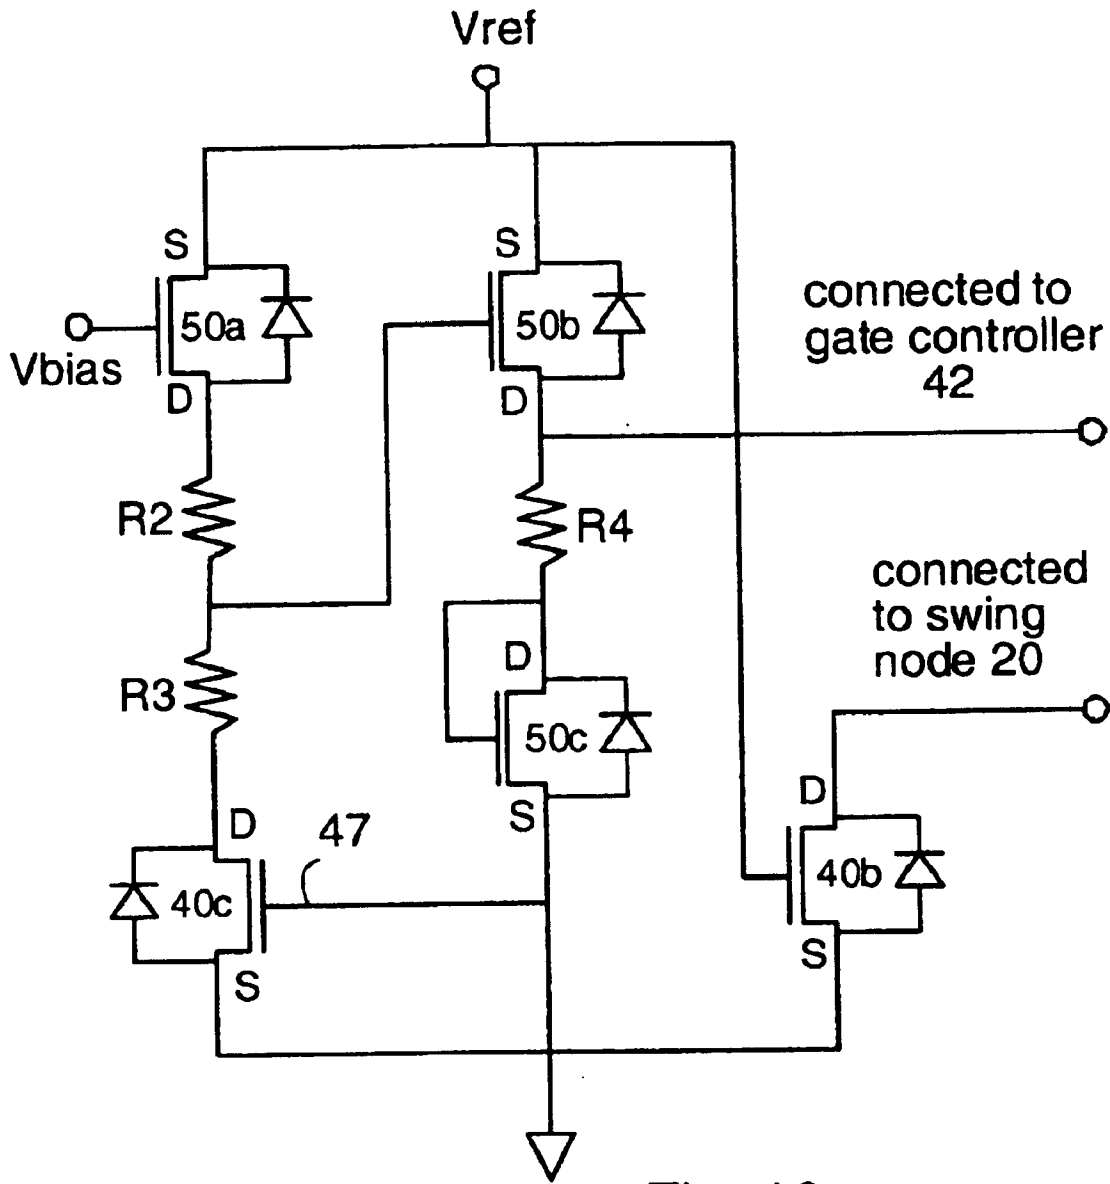 Vref
S
S
50a
50b
connected to
gate controller
42
Vbias
D
D
R2
R4
connected
to swing
node 20
R3
D
50c
D
S
D
47
40c
40b
S
S